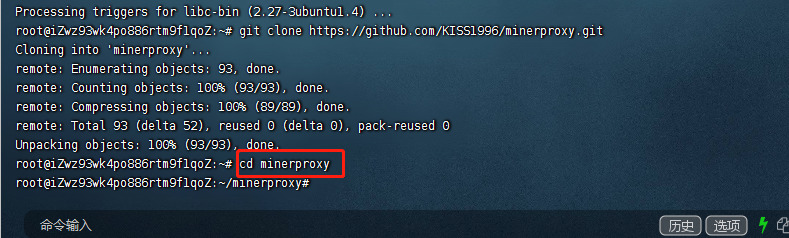 Processing triggers for libc-bin (2.27-3ubuntu1.4) ...
root@iZwz93wk4po886rtm9f1qoZ:~# git clone https://github.com/KISS1996/minerproxy.git
Cloning into 'minerproxy'...
remote: Enumerating objects: 93, done.
remote: Counting objects: 100% (93/93), done.
remote: Compressing objects: 100% (89/89), done.
remote: Total 93 (delta 52), reused 0 (delta 0), pack-reused 0
Unpacking objects: 100% (93/93), done.
root@iZwz93wk4po886rtm9f1qoZ:~# cd minerproxy
root@iZwz93wk4po886rtm9f1qoZ:~/minerproxy#
命令输入 历史 选项